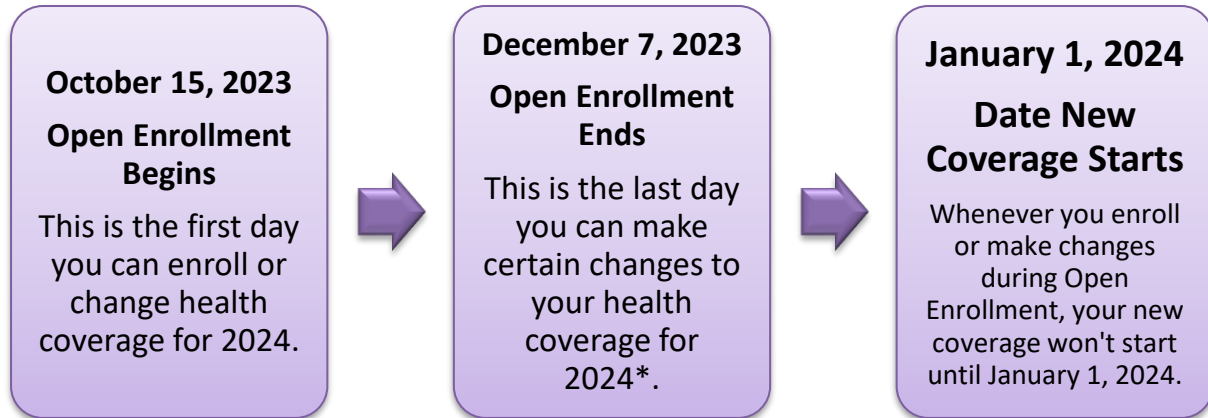 October 15, 2023
Open Enrollment
Begins
This is the first day
you can enroll or
change health
coverage for 2024.
December 7, 2023
Open Enrollment
Ends
This is the last day
you can make
certain changes to
your health
coverage for
2024*.
January 1, 2024
Date New
Coverage Starts
Whenever you enroll
or make changes
during Open
Enrollment, your new
coverage won't start
until January 1, 2024.